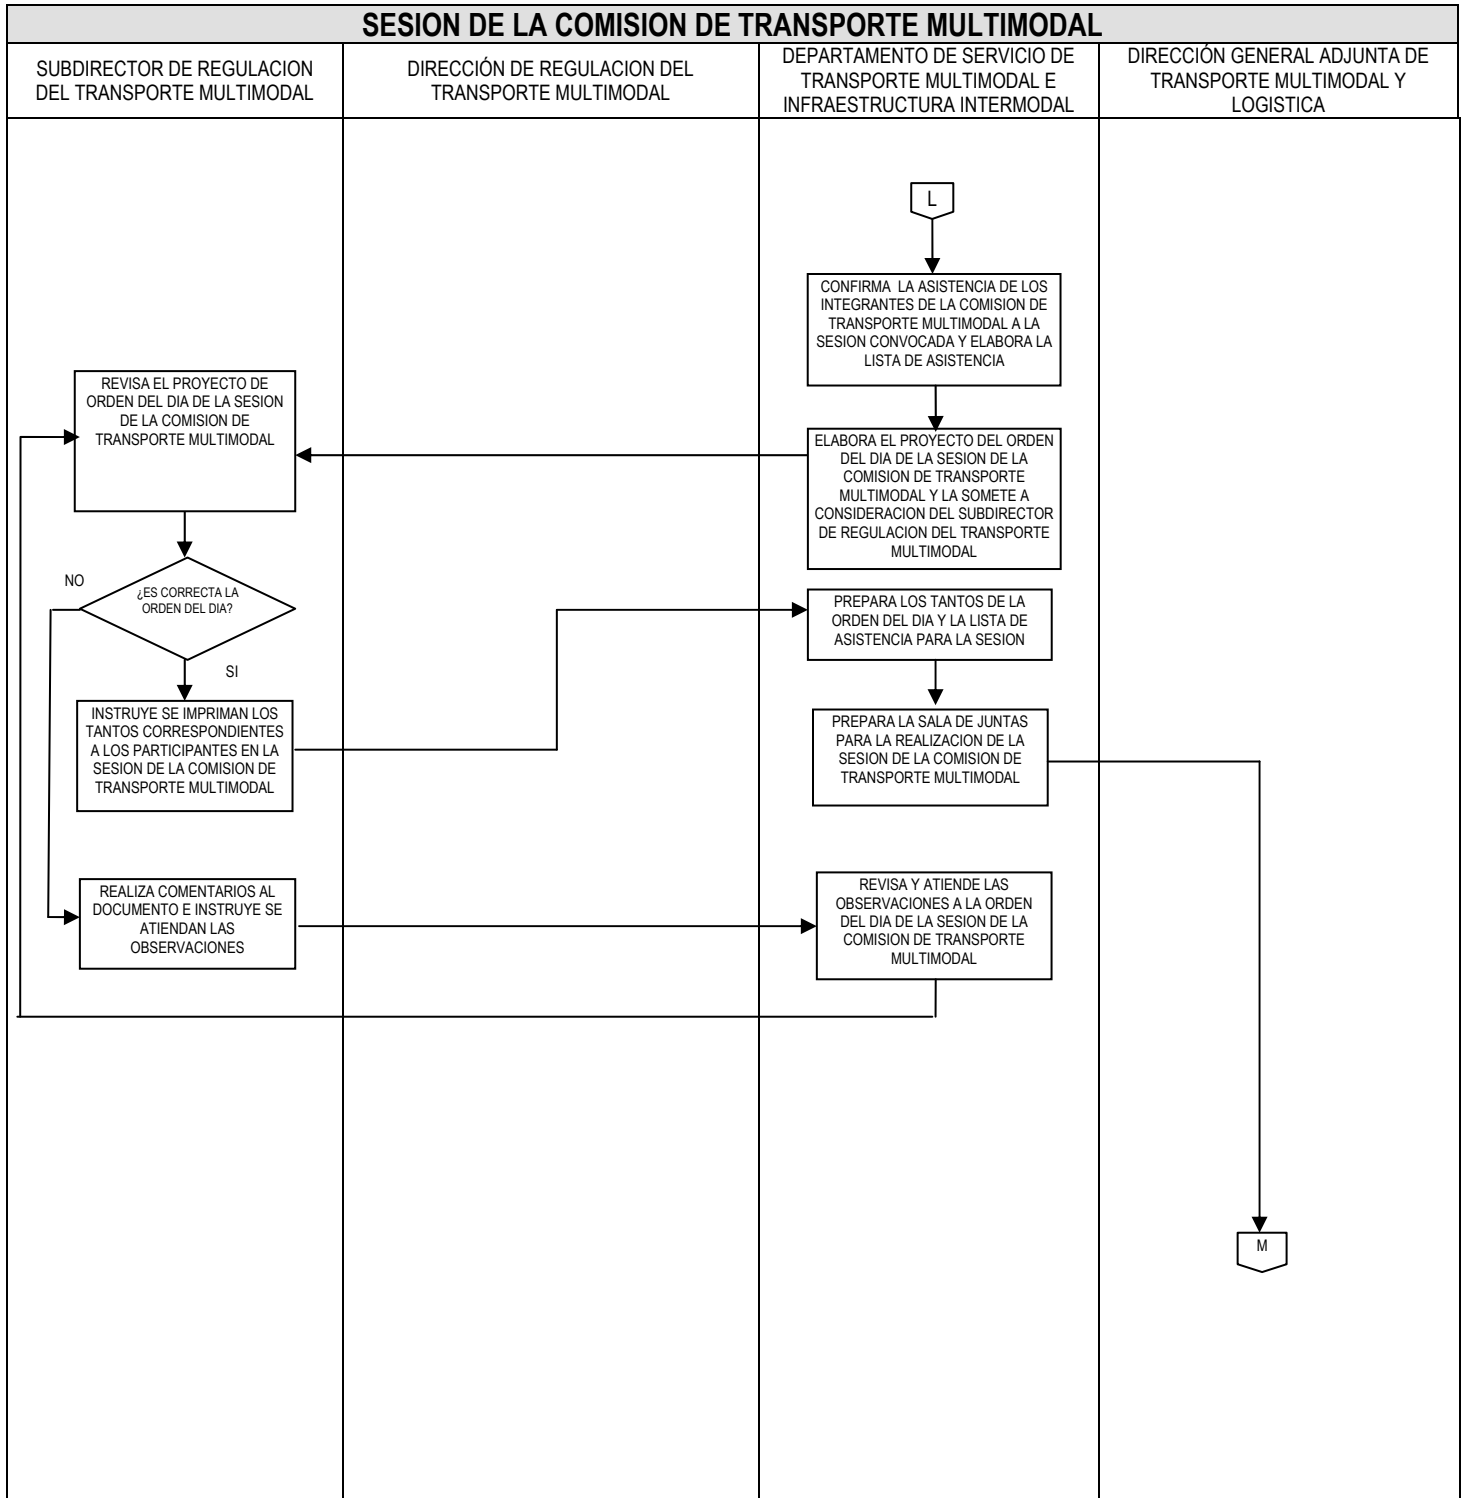 SESION DE LA COMISION DE TRANSPORTE MULTIMODAL
SUBDIRECTOR DE REGULACION
DEL TRANSPORTE MULTIMODAL
DIRECCIÓN DE REGULACION DEL
TRANSPORTE MULTIMODAL
DEPARTAMENTO DE SERVICIO DE
TRANSPORTE MULTIMODAL E
INFRAESTRUCTURA INTERMODAL
DIRECCIÓN GENERAL ADJUNTA DE
TRANSPORTE MULTIMODAL Y
LOGISTICA
L
CONFIRMA LA ASISTENCIA DE LOS
INTEGRANTES DE LA COMISION DE
TRANSPORTE MULTIMODAL A LA
SESION CONVOCADA Y ELABORA LA
LISTA DE ASISTENCIA
REVISA EL PROYECTO DE
ORDEN DEL DIA DE LA SESION
DE LA COMISION DE
TRANSPORTE MULTIMODAL
ELABORA EL PROYECTO DEL ORDEN
DEL DIA DE LA SESION DE LA
COMISION DE TRANSPORTE
MULTIMODAL Y LA SOMETE A
CONSIDERACION DEL SUBDIRECTOR
DE REGULACION DEL TRANSPORTE
MULTIMODAL
NO
¿ES CORRECTA LA
ORDEN DEL DIA?
SI
PREPARA LOS TANTOS DE LA
ORDEN DEL DIA Y LA LISTA DE
ASISTENCIA PARA LA SESION
INSTRUYE SE IMPRIMAN LOS
TANTOS CORRESPONDIENTES
A LOS PARTICIPANTES EN LA
SESION DE LA COMISION DE
TRANSPORTE MULTIMODAL
PREPARA LA SALA DE JUNTAS
PARA LA REALIZACION DE LA
SESION DE LA COMISION DE
TRANSPORTE MULTIMODAL
REALIZA COMENTARIOS AL
DOCUMENTO E INSTRUYE SE
ATIENDAN LAS
OBSERVACIONES
REVISA Y ATIENDE LAS
OBSERVACIONES A LA ORDEN
DEL DIA DE LA SESION DE LA
COMISION DE TRANSPORTE
MULTIMODAL
M